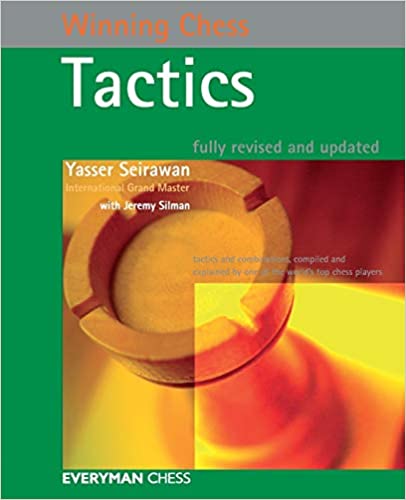 Winning Chess
Tactics
fully revised and updated
Yasser Seirawan
International Grand Master
with Jeremy Silman
tactics and combinations, compiled and
explained by one of the world's top chess players
EVERYMAN CHESS